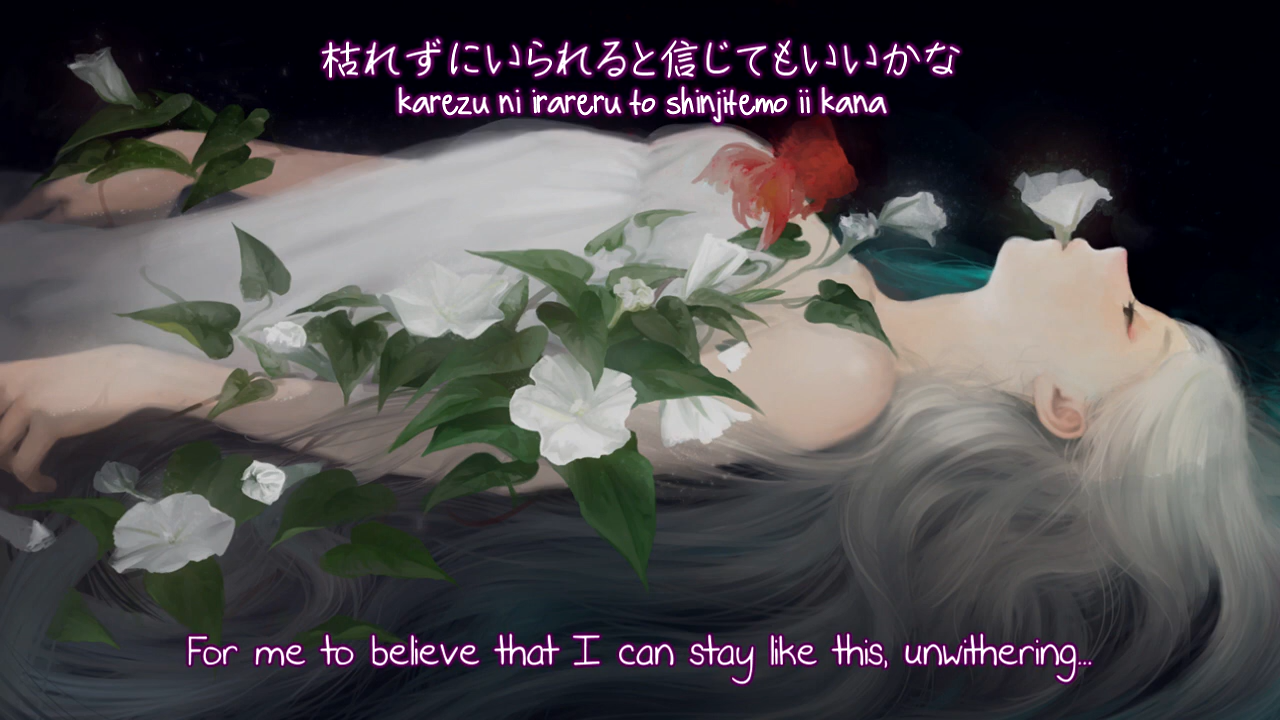 枯れずにいられると信じてもいいかな
karezu ni irareru to shinjitemo ii kana
For me to believe that I can stay like this, unwithering...